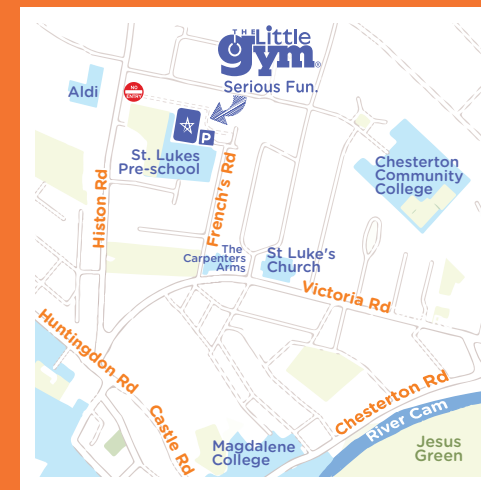 THE
Little
gym®
Serious Fun.
Aldi
NO
ENTRY
P
St. Lukes
Pre-school
Chesterton
Community
College
Histon Rd
French's Rd
The
Carpenters
Arms
St Luke's
Church
Victoria Rd
Huntingdon Rd
Castle Rd
Chesterton Rd
River Cam
Magdalene
College
Jesus
Green